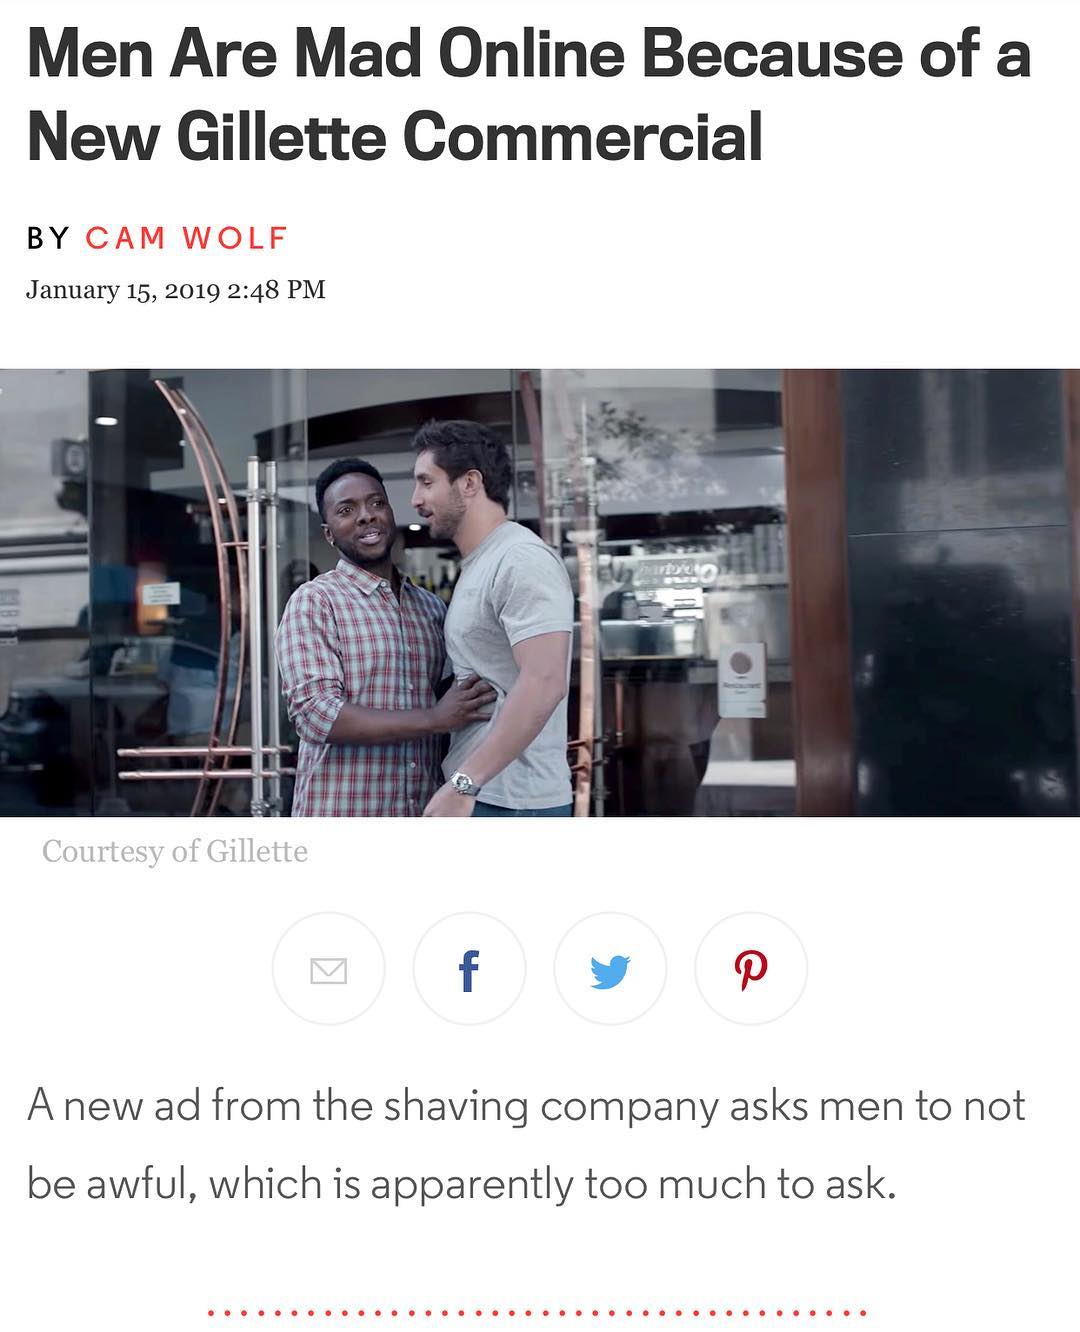 Men Are Mad Online Because of a
New Gillette Commercial
BY CAM WOLF
January 15, 2019 2:48 PM
Courtesy of Gillette
A new ad from the shaving company asks men to not
be awful, which is apparently too much to ask.